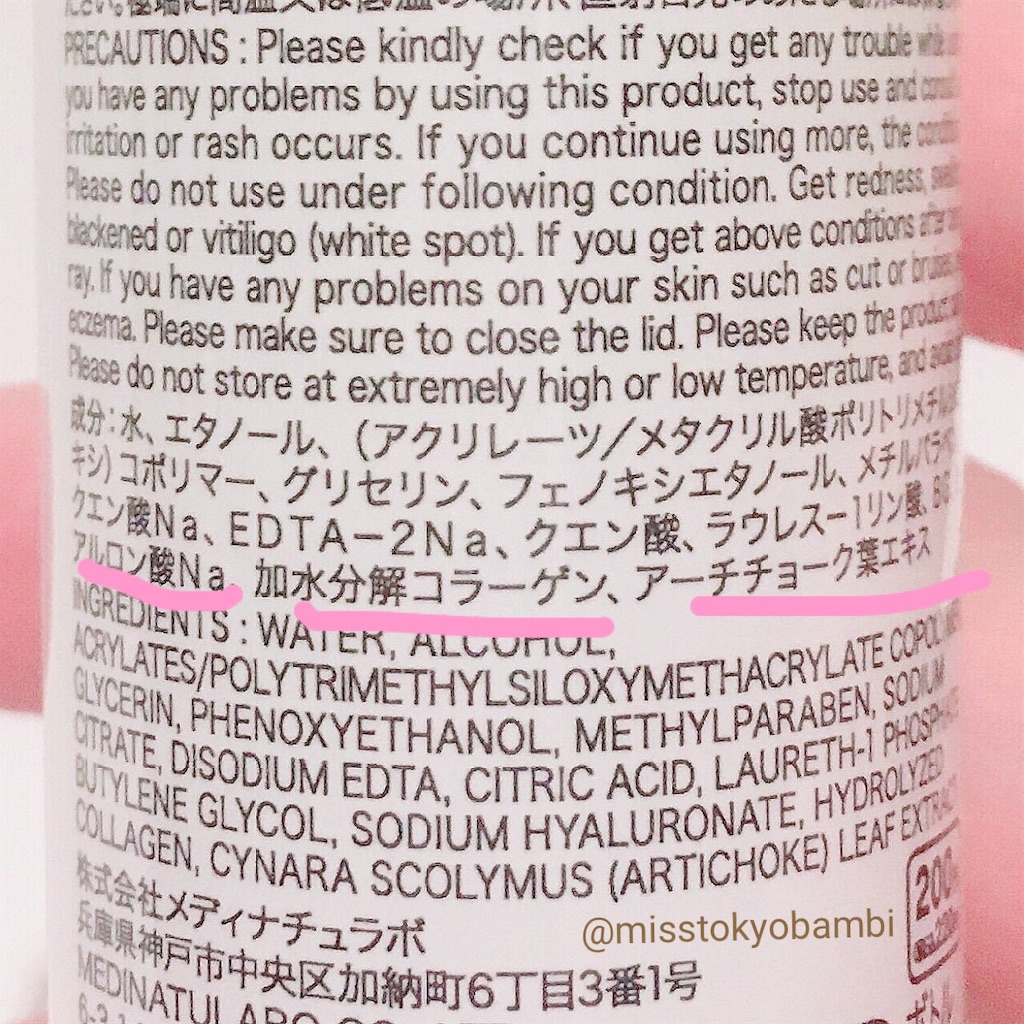 PRECAUTIONS : Please kindly check if you get any trouble
you have any problems by using this product, stop use and
irritation or rash occurs. If you continue using more, the
Please do not use under following condition. Get redness,
blackened or vitiligo (white spot). If you get above conditions after
ray. If you have any problems on your skin such as cut or
eczema. Please make sure to close the lid. Please keep the product
Please do not store at extremely high or low temperature, and
成分：水、エタノール、（アクリレーツ／メタクリル酸ポリトリメチル
キシ）コポリマー、グリセリン、フェノキシエタノール、メチルパラベン
クエン酸Na、EDTA－2Na、クエン酸、ラウレス－1リン酸、BG
アルロン酸Na 加水分解コラーゲン、アーチチョーク葉エキス
INGREDIENTS : WATER, ALCOHOL,
ACRYLATES/POLYTRIMETHYLSILOXYMETHACRYLATE
GLYCERIN, PHENOXYETHANOL, METHYLPARABEN, SODIUM
CITRATE, DISODIUM EDTA, CITRIC ACID, LAURETH-1
BUTYLENE GLYCOL, SODIUM HYALURONATE, HYDROLYZED
COLLAGEN, CYNARA SCOLYMUS (ARTICHOKE) LEAF
株式会社メディナチュラボ
兵庫県神戸市中央区加納町6丁目3番1号
@misstokyobambi
200
ボトル